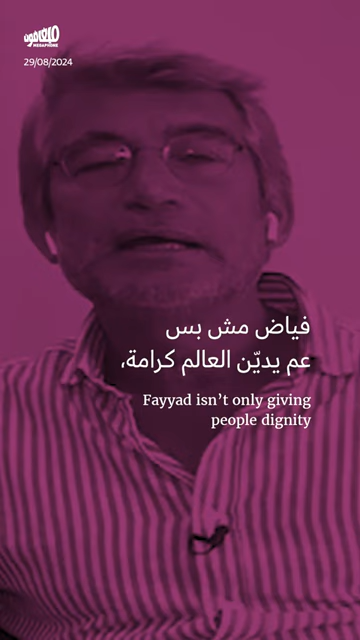 ميغافون
MEGAPHONE
29/08/2024
فياض مش بس
عم يديّن العالم كرامة،
Fayyad isn't only giving
people dignity